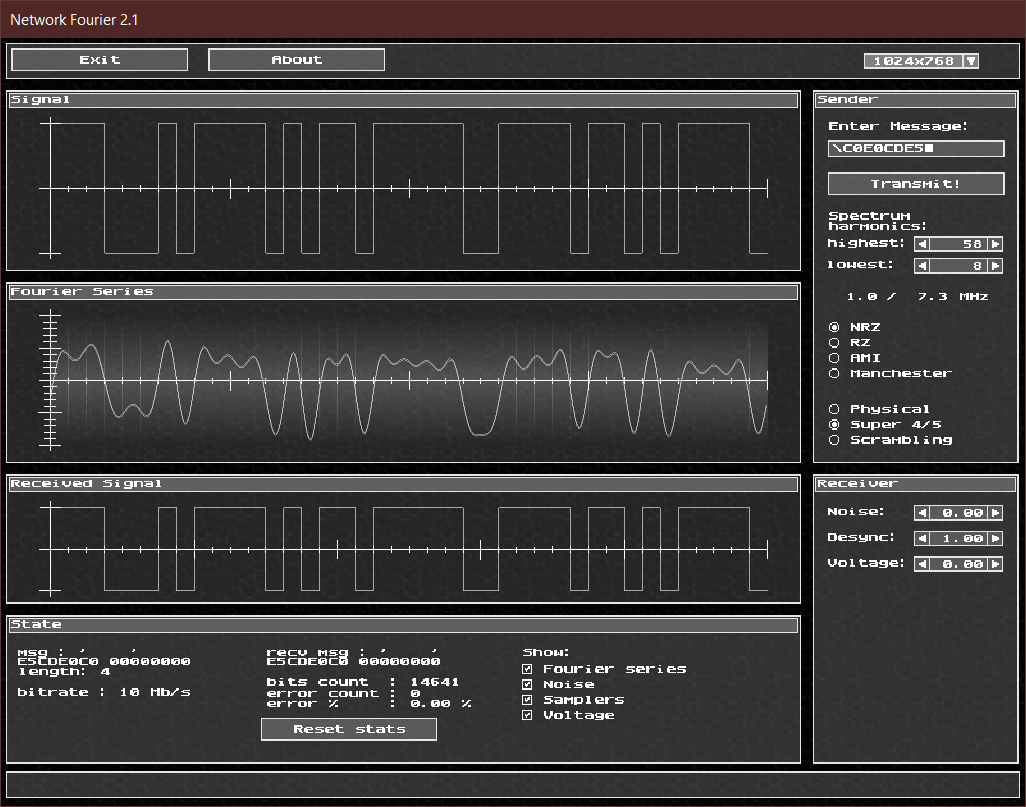 Network Fourier 2.1
Exit About 1024x768
Signal
Fourier Series
Received Signal
State
msg : ' '
E5CDE0C0 00000000
length: 4
bitrate : 10 Mb/s
recv msg : ' '
E5CDE0C0 00000000
bits count : 14641
error count : 0
error % : 0.00 %
Reset stats
Show:
Fourier series
Noise
Samplers
Voltage
Sender
Enter Message:
\C0E0CDE5
Transmit!
Spectrum
harmonics:
highest: 58
lowest: 8
1.0 / 7.3 MHz
NRZ
RZ
AMI
Manchester
Physical
Super 4/5
Scrambling
Receiver
Noise: 0.00
Desync: 1.00
Voltage: 0.00